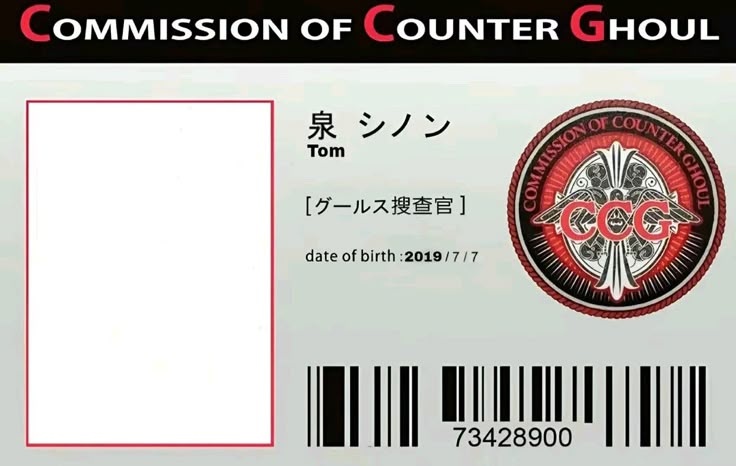 COMMISSION OF COUNTER GHOUL
泉 シノン
Tom
[グールス捜査官]
date of birth :2019/7/7
COMMISSION OF COUNTER GHOUL
CCG
73428900